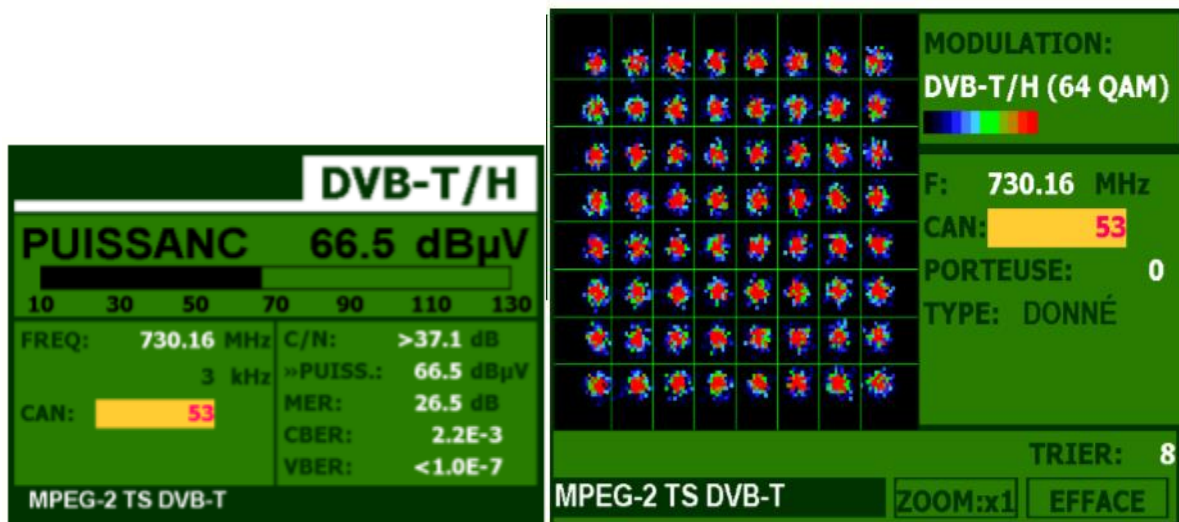 DVB-T/H
PUISSANC 66.5 dBµV
10 30 50 70 90 110 130
FREQ: 730.16 MHz
3 kHz
CAN: 53
C/N: >37.1 dB
»PUISS.: 66.5 dBµV
MER: 26.5 dB
CBER: 2.2E-3
VBER: <1.0E-7
MPEG-2 TS DVB-T
MODULATION:
DVB-T/H (64 QAM)
F: 730.16 MHz
CAN: 53
PORTEUSE: 0
TYPE: DONNÉ
TRIER: 8
MPEG-2 TS DVB-T ZOOM:x1 EFFACE